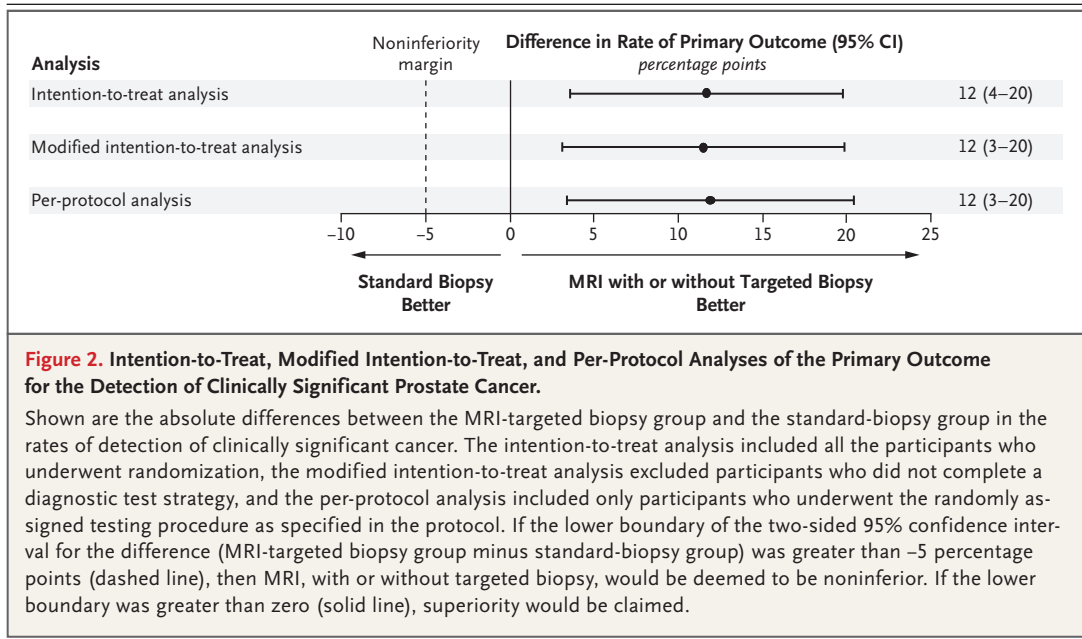 Noninferiority margin
Difference in Rate of Primary Outcome (95% CI)
percentage points
Analysis
Intention-to-treat analysis 12 (4–20)
Modified intention-to-treat analysis 12 (3–20)
Per-protocol analysis 12 (3–20)
–10 –5 0 5 10 15 20 25
Standard Biopsy
Better
MRI with or without Targeted Biopsy
Better
Figure 2. Intention-to-Treat, Modified Intention-to-Treat, and Per-Protocol Analyses of the Primary Outcome
for the Detection of Clinically Significant Prostate Cancer.
Shown are the absolute differences between the MRI-targeted biopsy group and the standard-biopsy group in the
rates of detection of clinically significant cancer. The intention-to-treat analysis included all the participants who
underwent randomization, the modified intention-to-treat analysis excluded participants who did not complete a
diagnostic test strategy, and the per-protocol analysis included only participants who underwent the randomly as-
signed testing procedure as specified in the protocol. If the lower boundary of the two-sided 95% confidence inter-
val for the difference (MRI-targeted biopsy group minus standard-biopsy group) was greater than –5 percentage
points (dashed line), then MRI, with or without targeted biopsy, would be deemed to be noninferior. If the lower
boundary was greater than zero (solid line), superiority would be claimed.